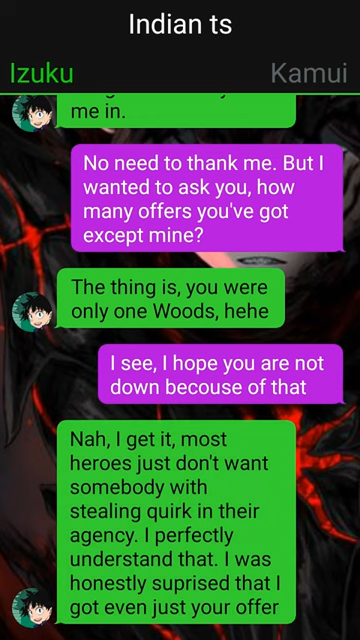 Indian ts
Izuku
Kamui
me in.
No need to thank me. But I
wanted to ask you, how
many offers you've got
except mine?
The thing is, you were
only one Woods, hehe
I see, I hope you are not
down becouse of that
Nah, I get it, most
heroes just don't want
somebody with
stealing quirk in their
agency. I perfectly
understand that. I was
honestly suprised that I
got even just your offer